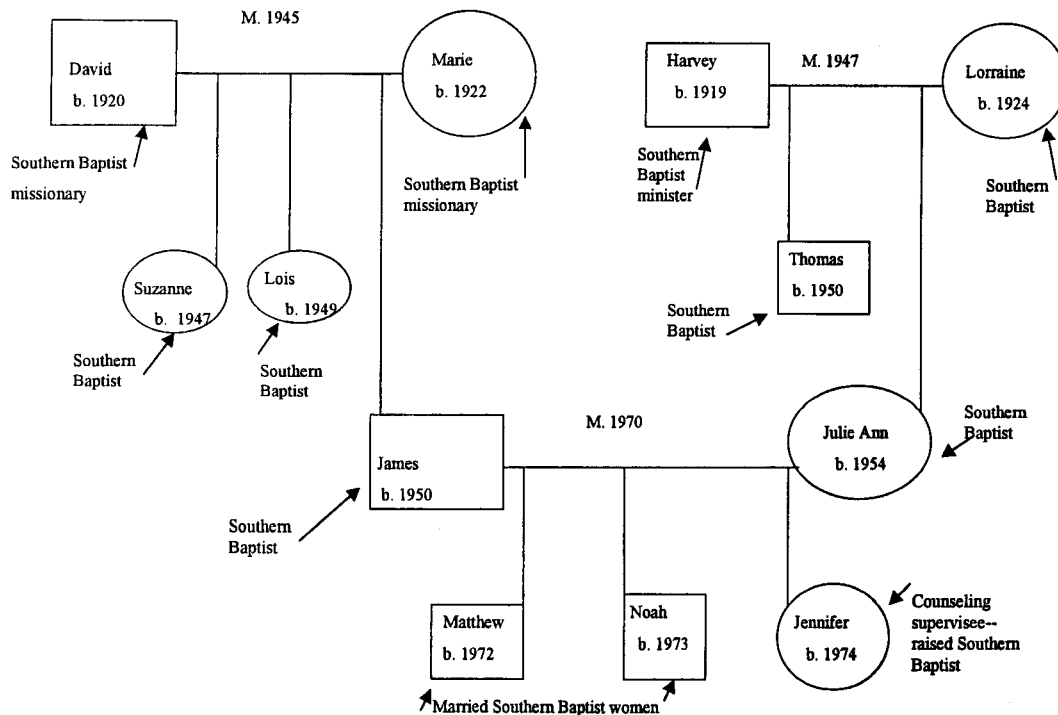 M. 1945
David
b. 1920
Marie
b. 1922
Harvey
b. 1919
M. 1947
Lorraine
b. 1924
Southern Baptist
missionary
Southern Baptist
missionary
Southern
Baptist
minister
Southern
Baptist
Suzanne
b. 1947
Lois
b. 1949
Thomas
b. 1950
Southern
Baptist
Southern
Baptist
Southern
Baptist
M. 1970
James
b. 1950
Julie Ann
b. 1954
Southern
Baptist
Southern
Baptist
Matthew
b. 1972
Noah
b. 1973
Jennifer
b. 1974
Counseling
supervisee--
raised Southern
Baptist
Married Southern Baptist women